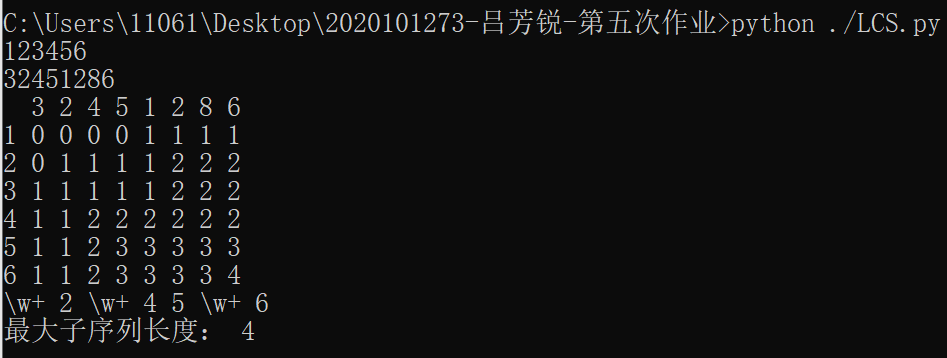 C:\Users\11061\Desktop\2020101273-吕芳锐-第五次作业>python ./LCS.py
123456
32451286
  3 2 4 5 1 2 8 6
1 0 0 0 0 1 1 1 1
2 0 1 1 1 1 2 2 2
3 1 1 1 1 1 2 2 2
4 1 1 2 2 2 2 2 2
5 1 1 2 3 3 3 3 3
6 1 1 2 3 3 3 3 4
\w+ 2 \w+ 4 5 \w+ 6
最大子序列长度: 4